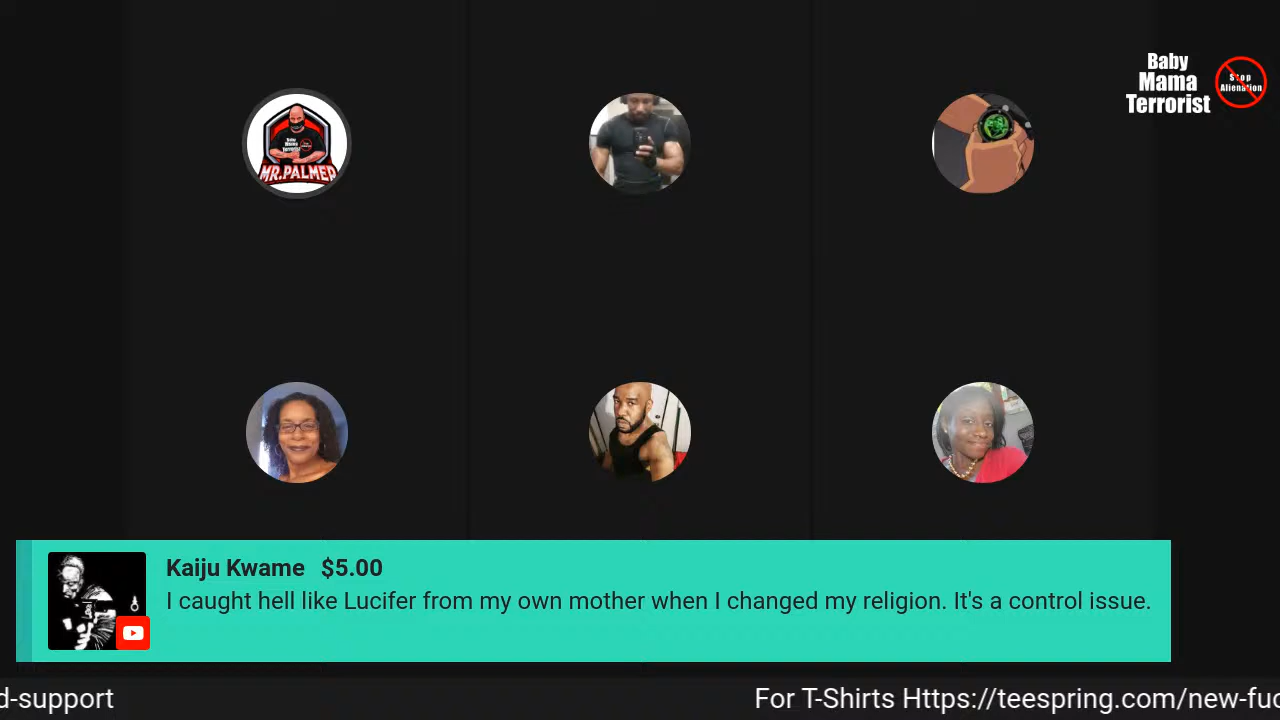 Baby
Mama
Terrorist
Stop
Alienation
MR.PALMER
Kaiju Kwame $5.00
I caught hell like Lucifer from my own mother when I changed my religion. It's a control issue.
d-support
For T-Shirts Https://teespring.com/new-fuc